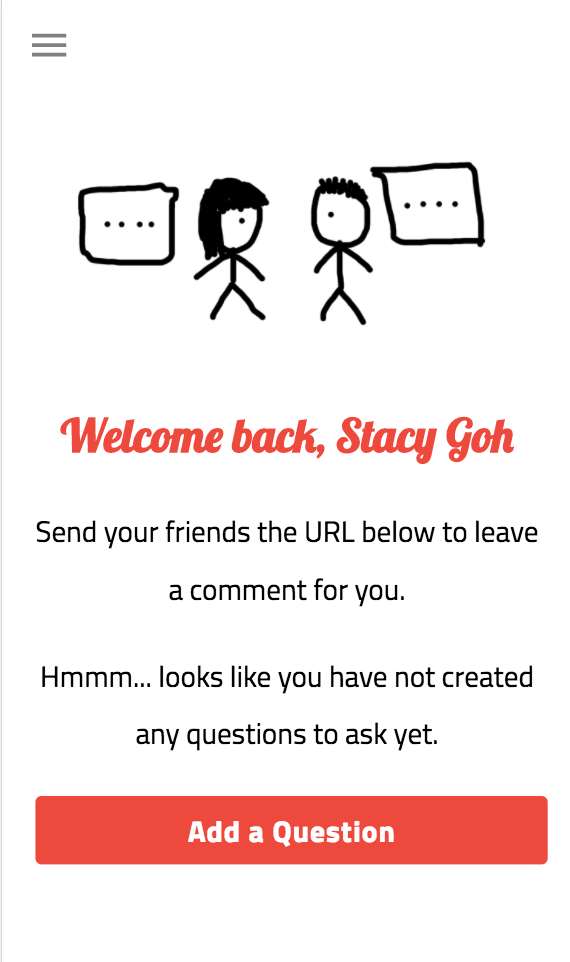 Welcome back, Stacy Goh
Send your friends the URL below to leave
a comment for you.
Hmmm... looks like you have not created
any questions to ask yet.
Add a Question